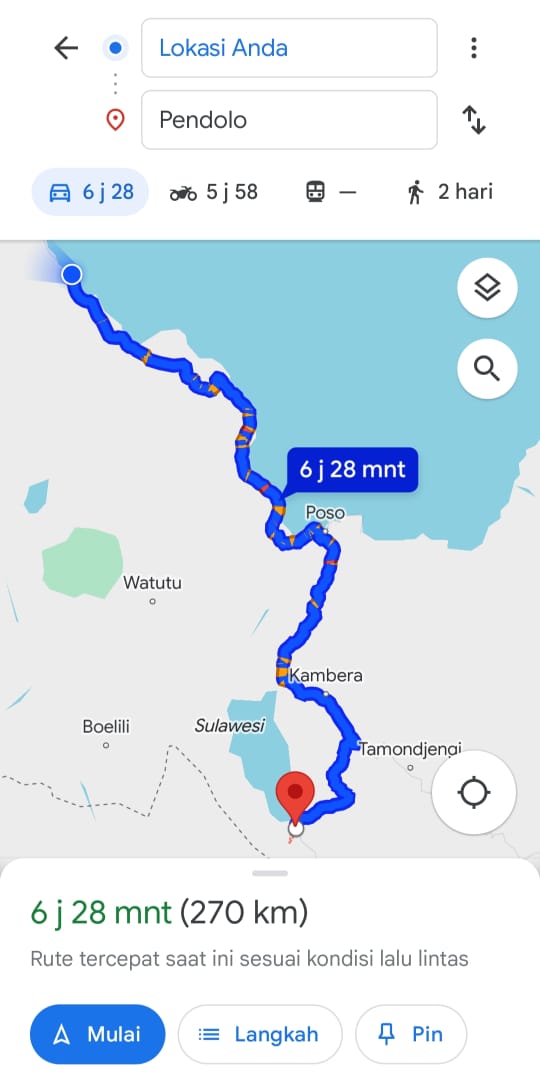 Lokasi Anda
Pendolo
6 j 28
5 j 58
—
2 hari
6 j 28 mnt
Poso
Watutu
Kambera
Boelili
Sulawesi
Tamondjengi
6 j 28 mnt (270 km)
Rute tercepat saat ini sesuai kondisi lalu lintas
Mulai
Langkah
Pin